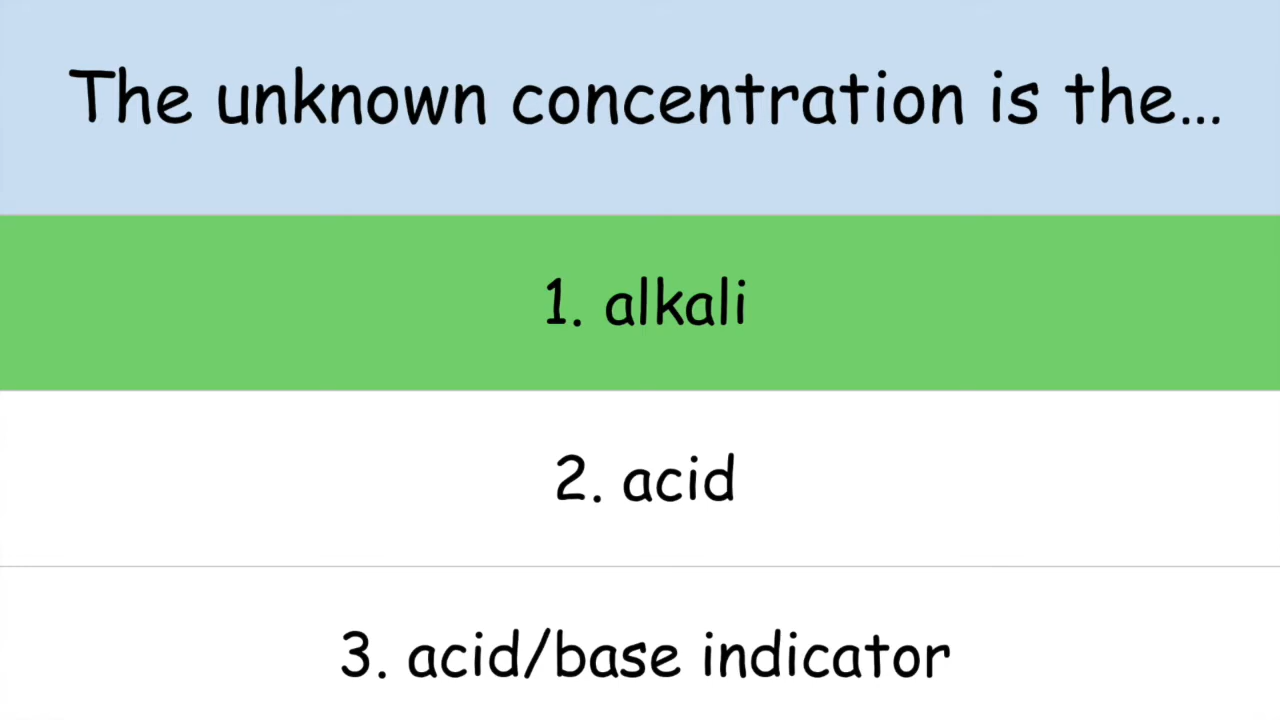 The unknown concentration is the...
1. alkali
2. acid
3. acid/base indicator